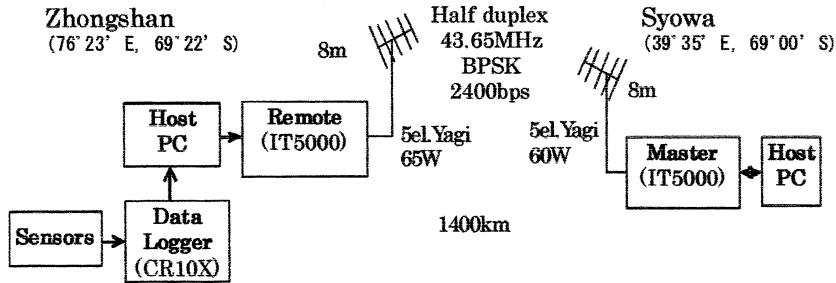 Zhongshan
(76°23' E, 69°22' S)
8m
Half duplex
43.65MHz
BPSK
2400bps
Syowa
(39°35' E, 69°00' S)
8m
Host
PC
Remote
(IT5000)
5el.Yagi
65W
5el.Yagi
60W
Master
(IT5000)
Host
PC
Sensors
Data
Logger
(CR10X)
1400km